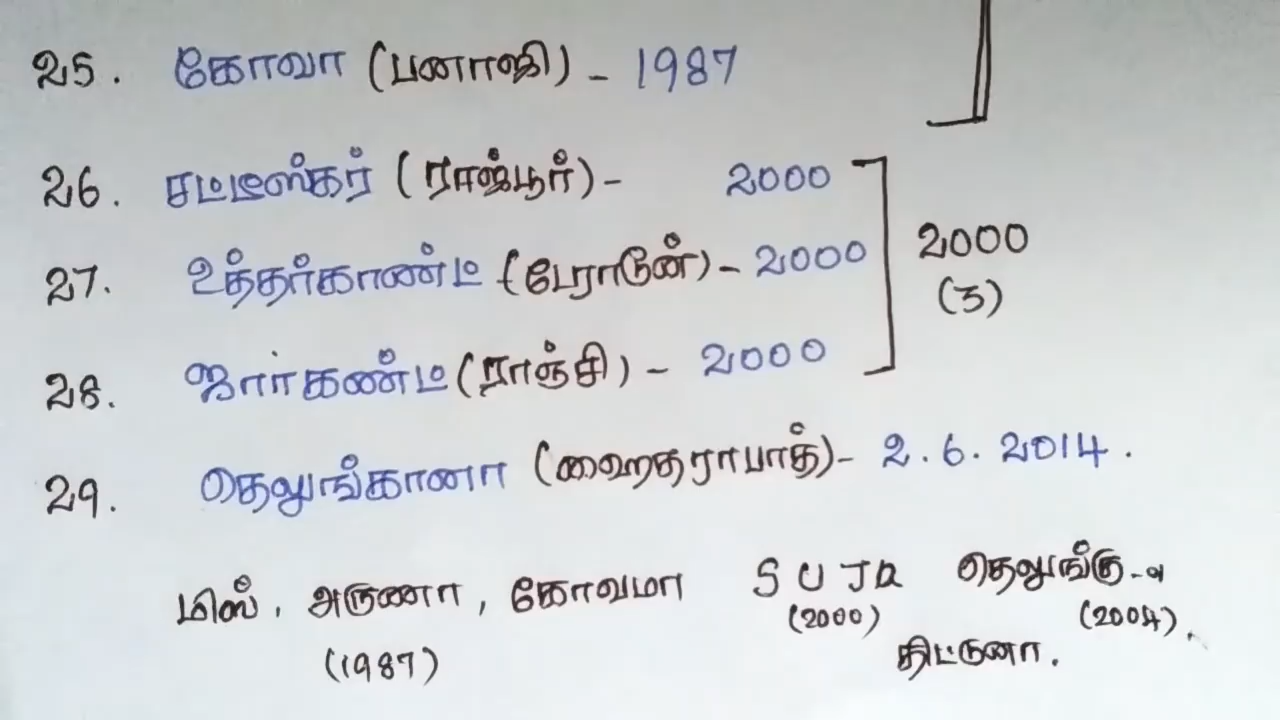 25. கோவா (பனாஜி) - 1987
26. சட்டீஸ்கர் (ராஜ்பூர்) - 2000
27. உத்தர்காண்ட் (டேராடூன்) - 2000
2000
(3)
28. ஜார்கண்ட் (ராஞ்சி) - 2000
29. தெலுங்கானா (ஹைதராபாத்) - 2.6.2014.
மிஸ். அருணா, கோவமா SUJA தெலுங்கு-ல
(1987) (2000) (2004).
திட்டுனா.